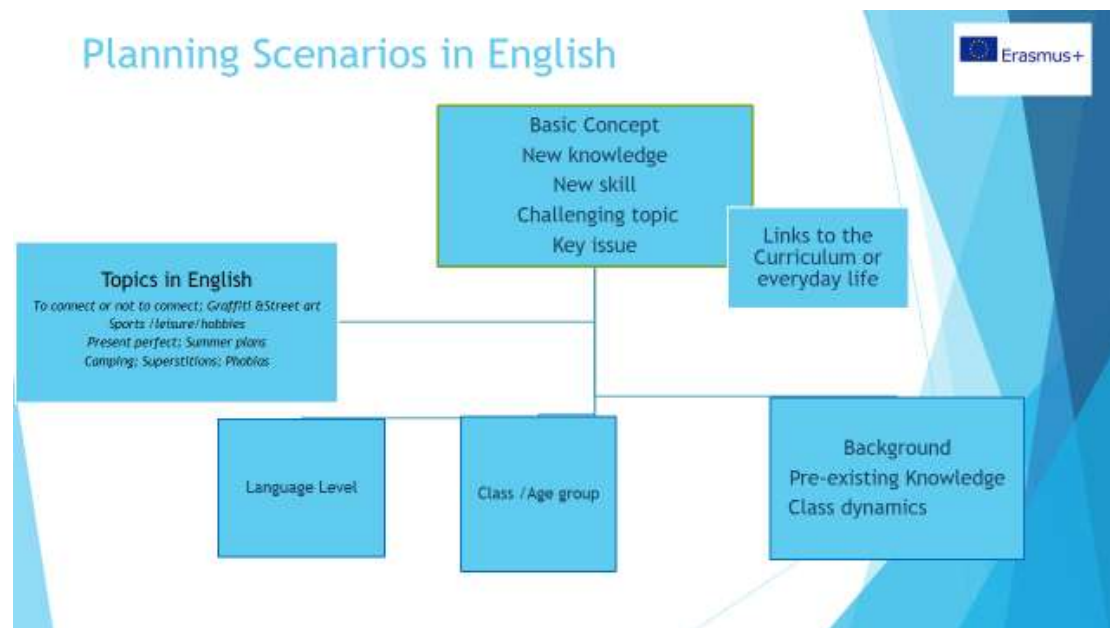 Planning Scenarios in English
Erasmus+
Basic Concept
New knowledge
New skill
Challenging topic
Key issue
Links to the
Curriculum or
everyday life
Topics in English
To connect or not to connect; Graffiti &Street art
Sports /leisure/hobbies
Present perfect; Summer plans
Camping; Superstitions; Phobias
Language Level
Class /Age group
Background
Pre-existing Knowledge
Class dynamics